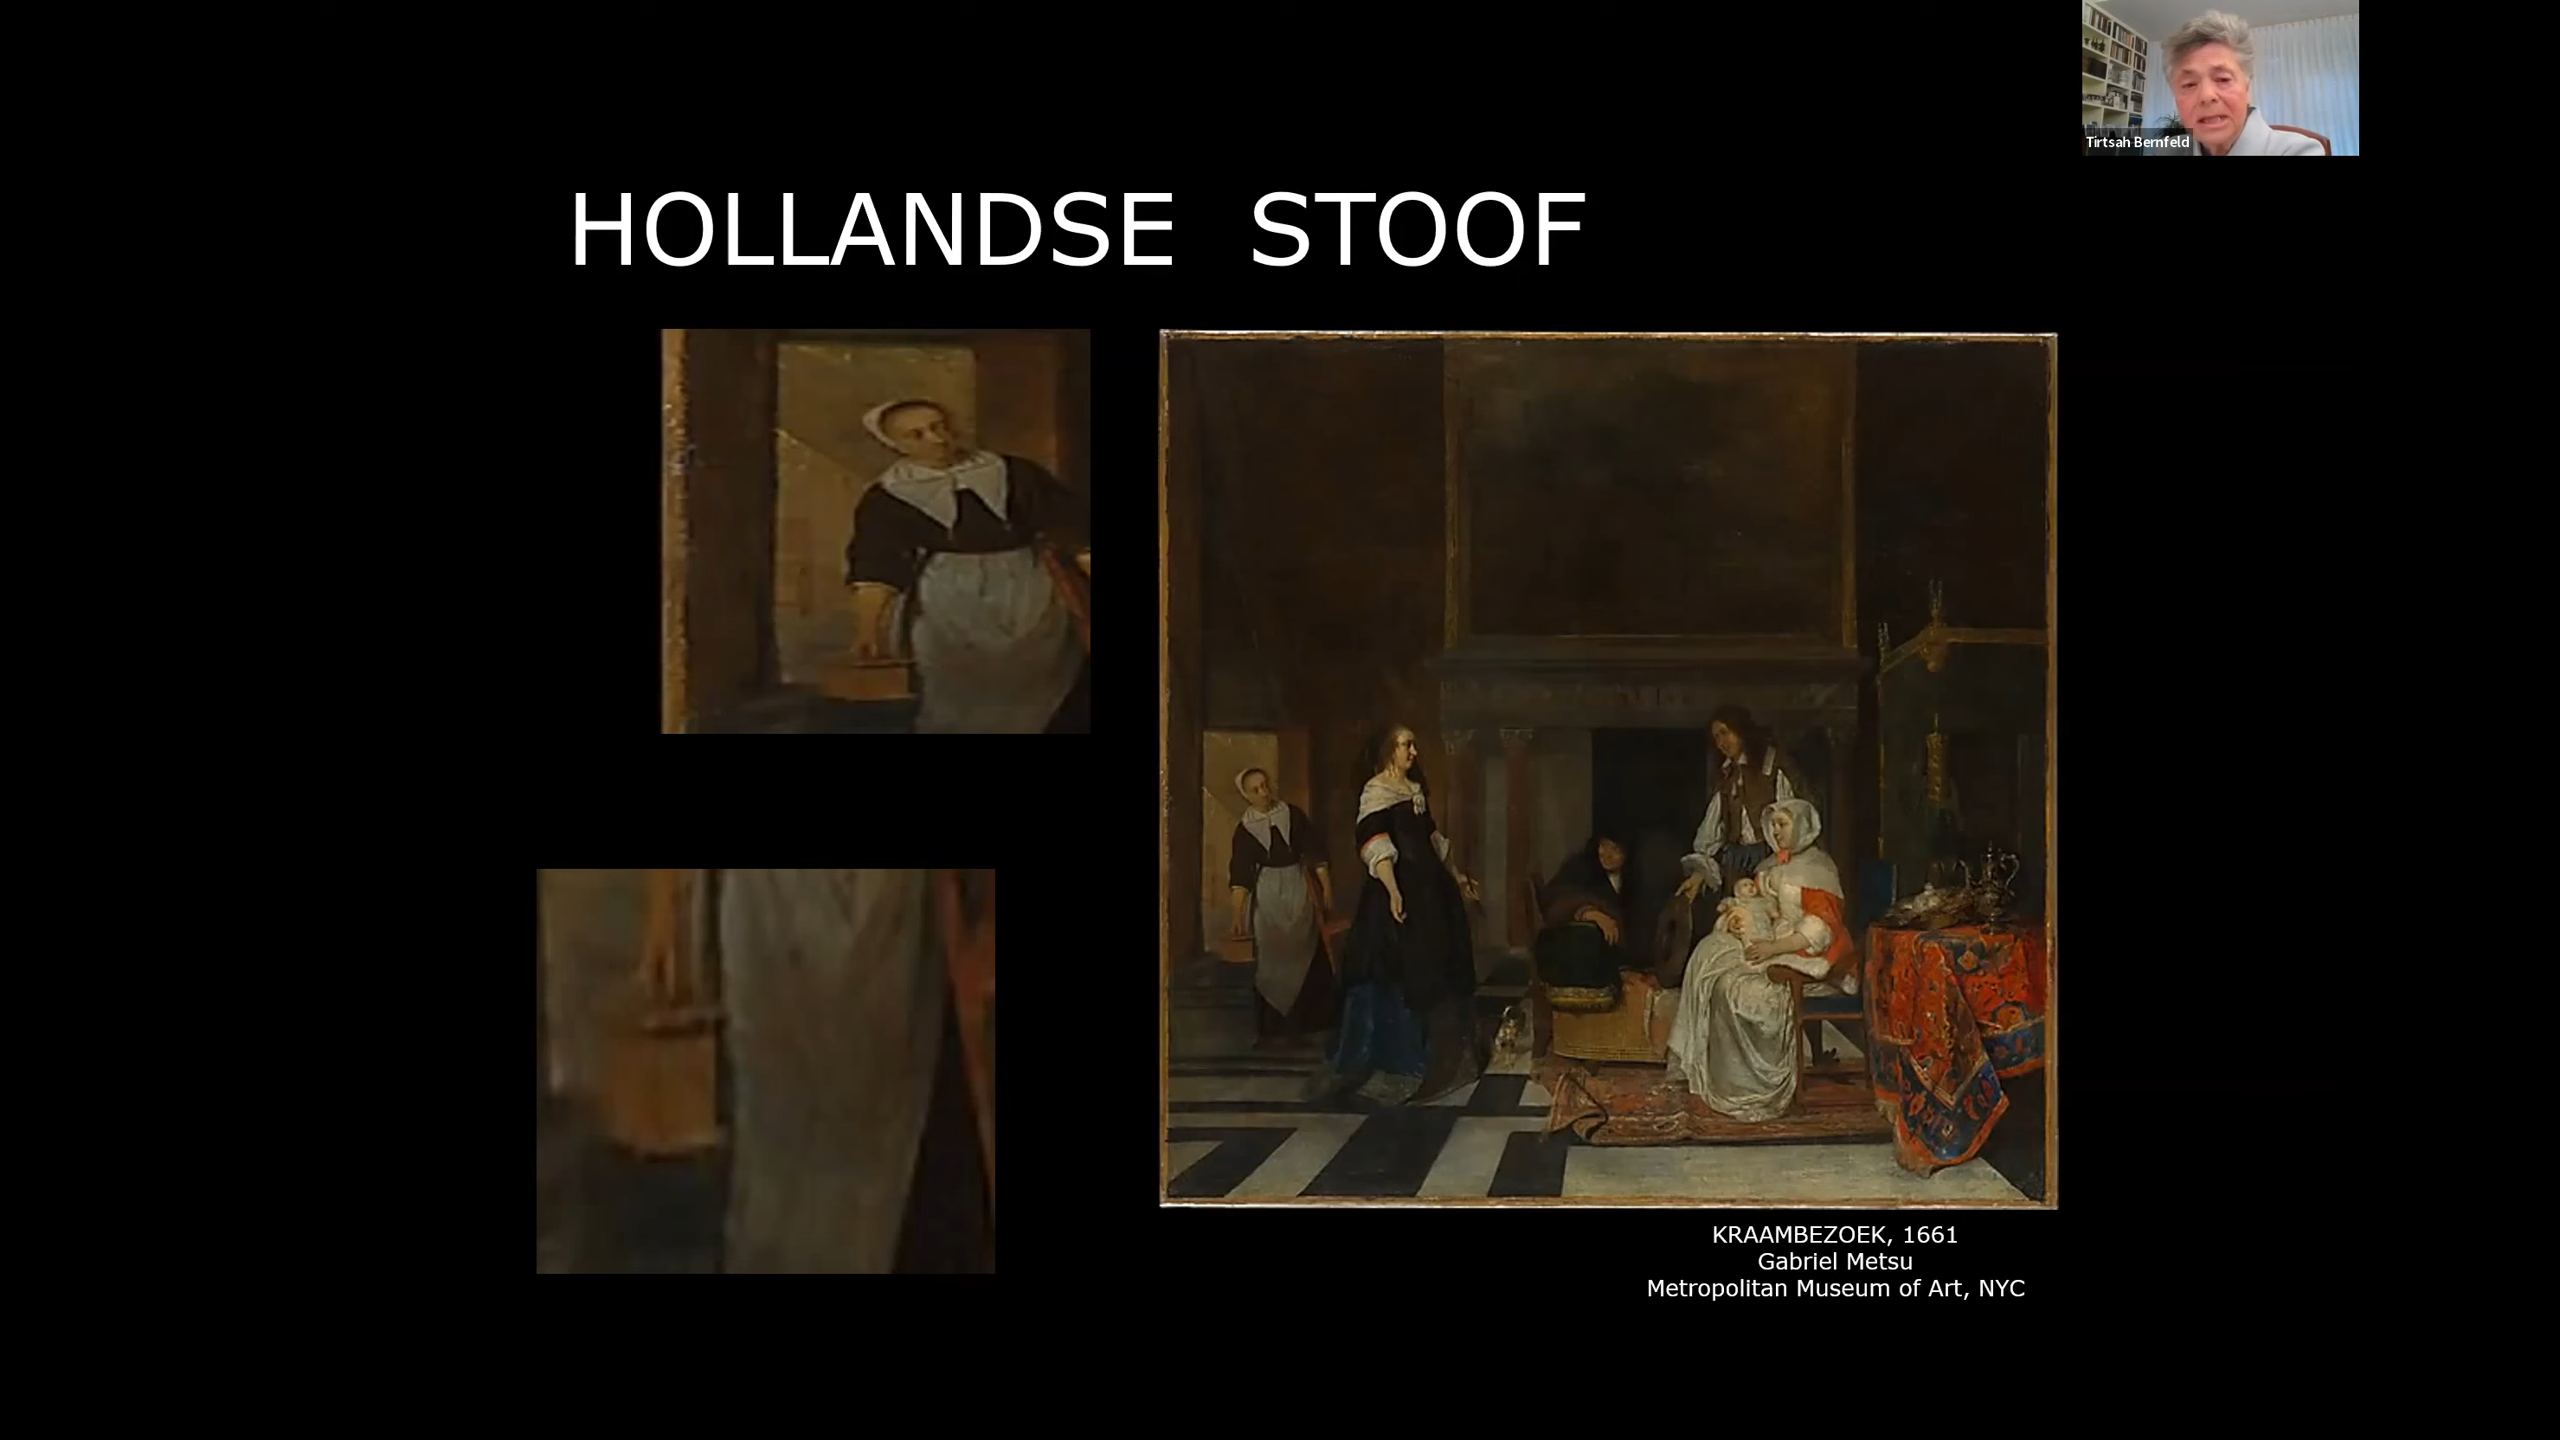 Tirtsah Bernfeld
HOLLANDSE STOOF
KRAAMBEZOEK, 1661
Gabriel Metsu
Metropolitan Museum of Art, NYC